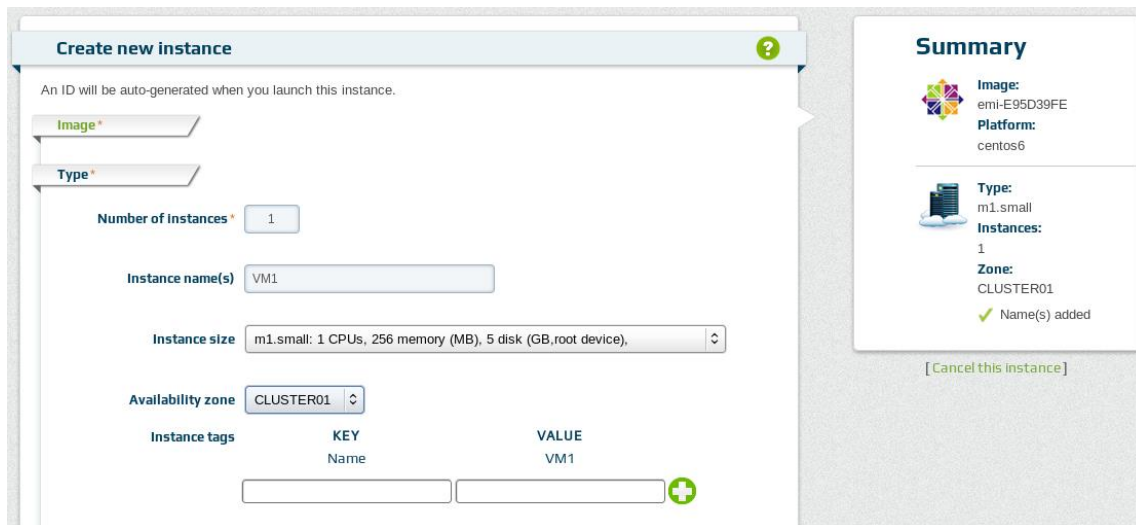 Create new instance
?
An ID will be auto-generated when you launch this instance.
Image*
Type*
Number of instances* 1
Instance name(s) VM1
Instance size m1.small: 1 CPUs, 256 memory (MB), 5 disk (GB,root device),
Availability zone CLUSTER01
Instance tags KEY VALUE
Name VM1
Summary
Image:
emi-E95D39FE
Platform:
centos6
Type:
m1.small
Instances:
1
Zone:
CLUSTER01
Name(s) added
[Cancel this instance]